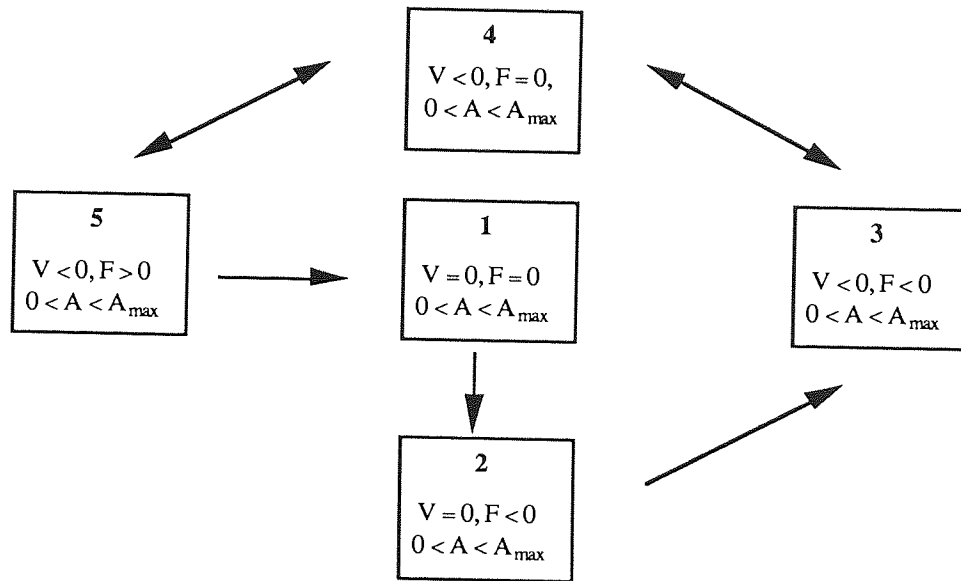 4
V < 0, F = 0,
0 < A < A_max
5
V < 0, F > 0
0 < A < A_max
1
V = 0, F = 0
0 < A < A_max
3
V < 0, F < 0
0 < A < A_max
2
V = 0, F < 0
0 < A < A_max